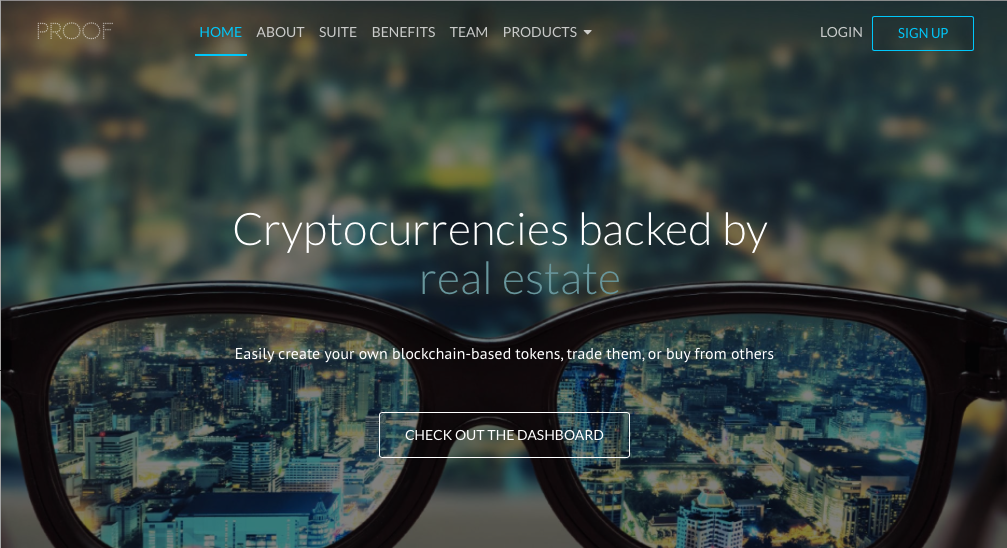 PROOF
HOME ABOUT SUITE BENEFITS TEAM PRODUCTS
LOGIN SIGN UP
Cryptocurrencies backed by
real estate
Easily create your own blockchain-based tokens, trade them, or buy from others
CHECK OUT THE DASHBOARD